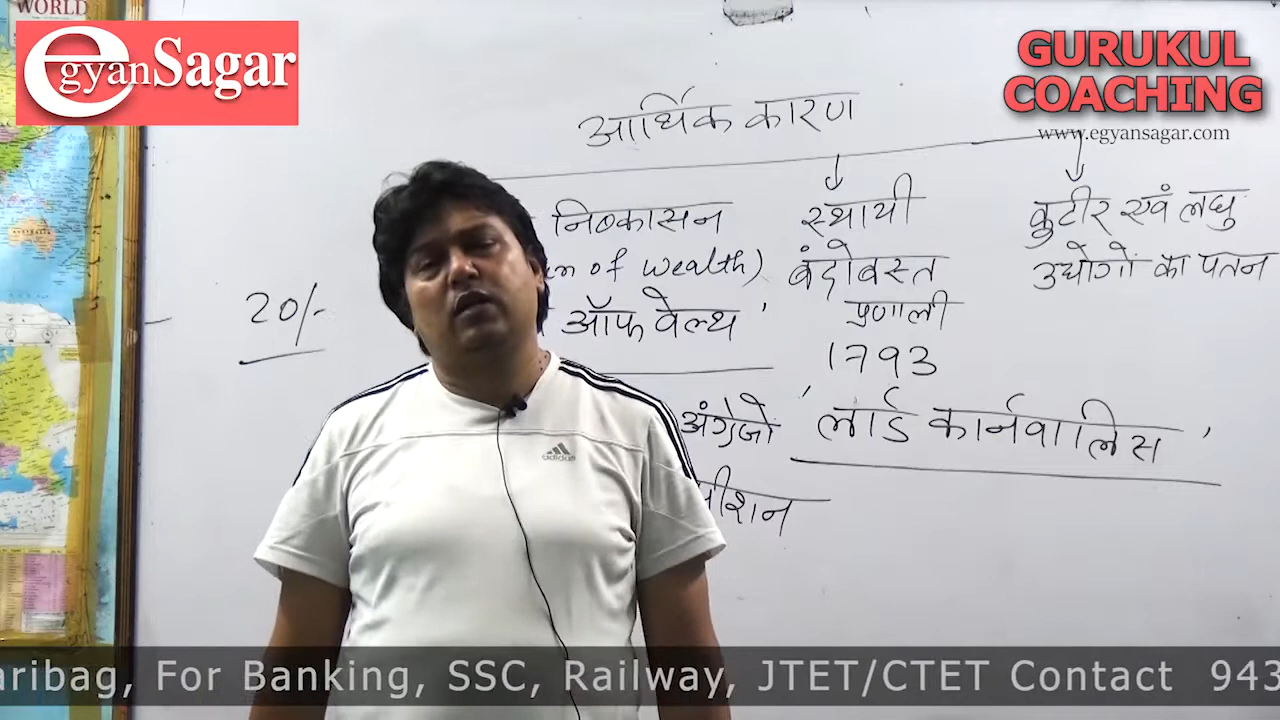 WORLD
egyanSagar
GURUKUL
COACHING
www.egyansagar.com
आर्थिक कारण
निष्कासन
of wealth)
ऑफ वेल्थ'
अंग्रेजो
स्थायी
बंदोबस्त
प्रणाली
1793
'लार्ड कार्नवालिस'
कुटीर एवं लघु
उद्योगों का पतन
20/-
For Banking, SSC, Railway, JTET/CTET Contact 943